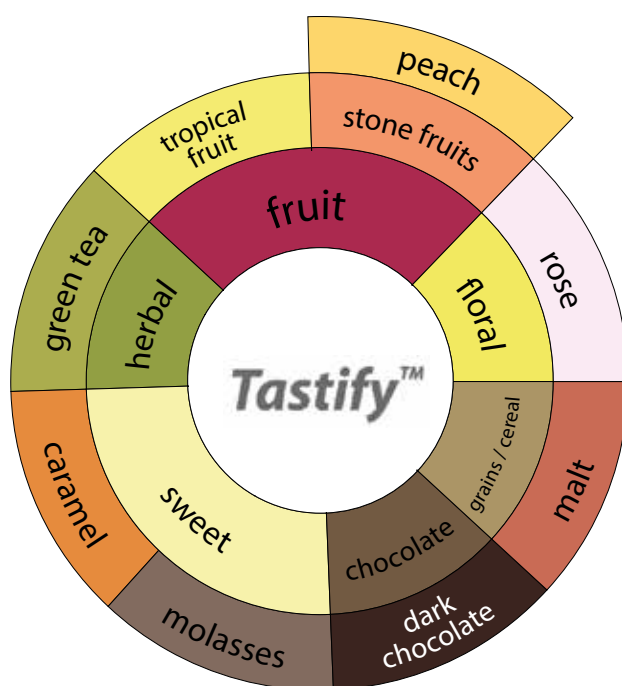 peach
tropical
fruit
stone fruits
fruit
green tea
herbal
floral
rose
Tastify™
caramel
sweet
grains / cereal
malt
chocolate
molasses
dark
chocolate